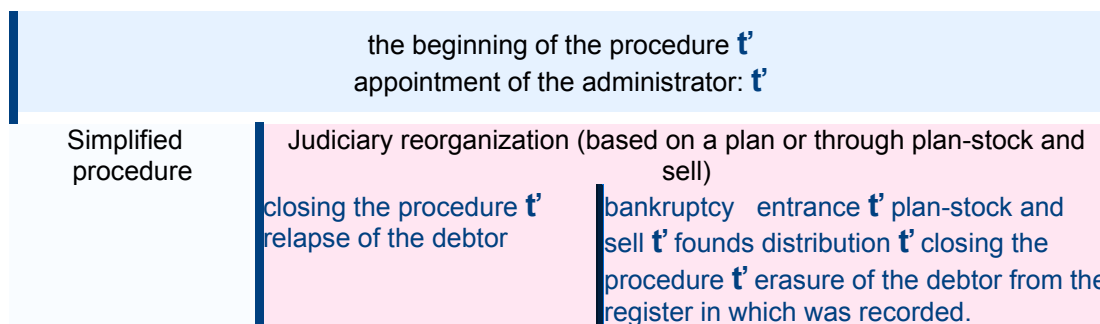 the beginning of the procedure ť
appointment of the administrator: ť
Simplified
procedure
Judiciary reorganization (based on a plan or through plan-stock and
sell)
closing the procedure ť
relapse of the debtor
bankruptcy entrance ť plan-stock and
sell ť founds distribution ť closing the
procedure ť erasure of the debtor from the
register in which was recorded.